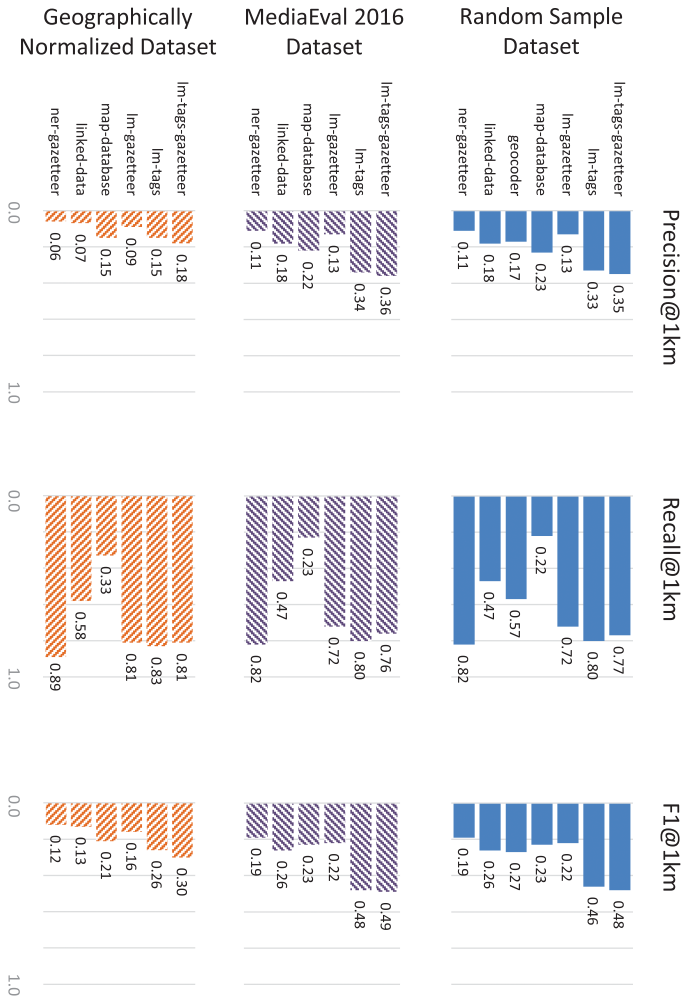 Precision@1km
Recall@1km
F1@1km
Random Sample
Dataset
lm-tags-gazetteer
0.35
0.77
0.48
lm-tags
0.33
0.80
0.46
lm-gazetteer
0.13
0.72
0.22
map-database
0.23
0.22
0.23
geocoder
0.17
0.57
0.27
linked-data
0.18
0.47
0.26
ner-gazetteer
0.11
0.82
0.19
MediaEval 2016
Dataset
lm-tags-gazetteer
0.36
0.76
0.49
lm-tags
0.34
0.80
0.48
lm-gazetteer
0.13
0.72
0.22
map-database
0.22
0.23
0.23
linked-data
0.18
0.47
0.26
ner-gazetteer
0.11
0.82
0.19
Geographically
Normalized Dataset
lm-tags-gazetteer
0.18
0.81
0.30
lm-tags
0.15
0.83
0.26
lm-gazetteer
0.09
0.81
0.16
map-database
0.15
0.33
0.21
linked-data
0.07
0.58
0.13
ner-gazetteer
0.06
0.89
0.12
0.0
1.0
0.0
1.0
0.0
1.0